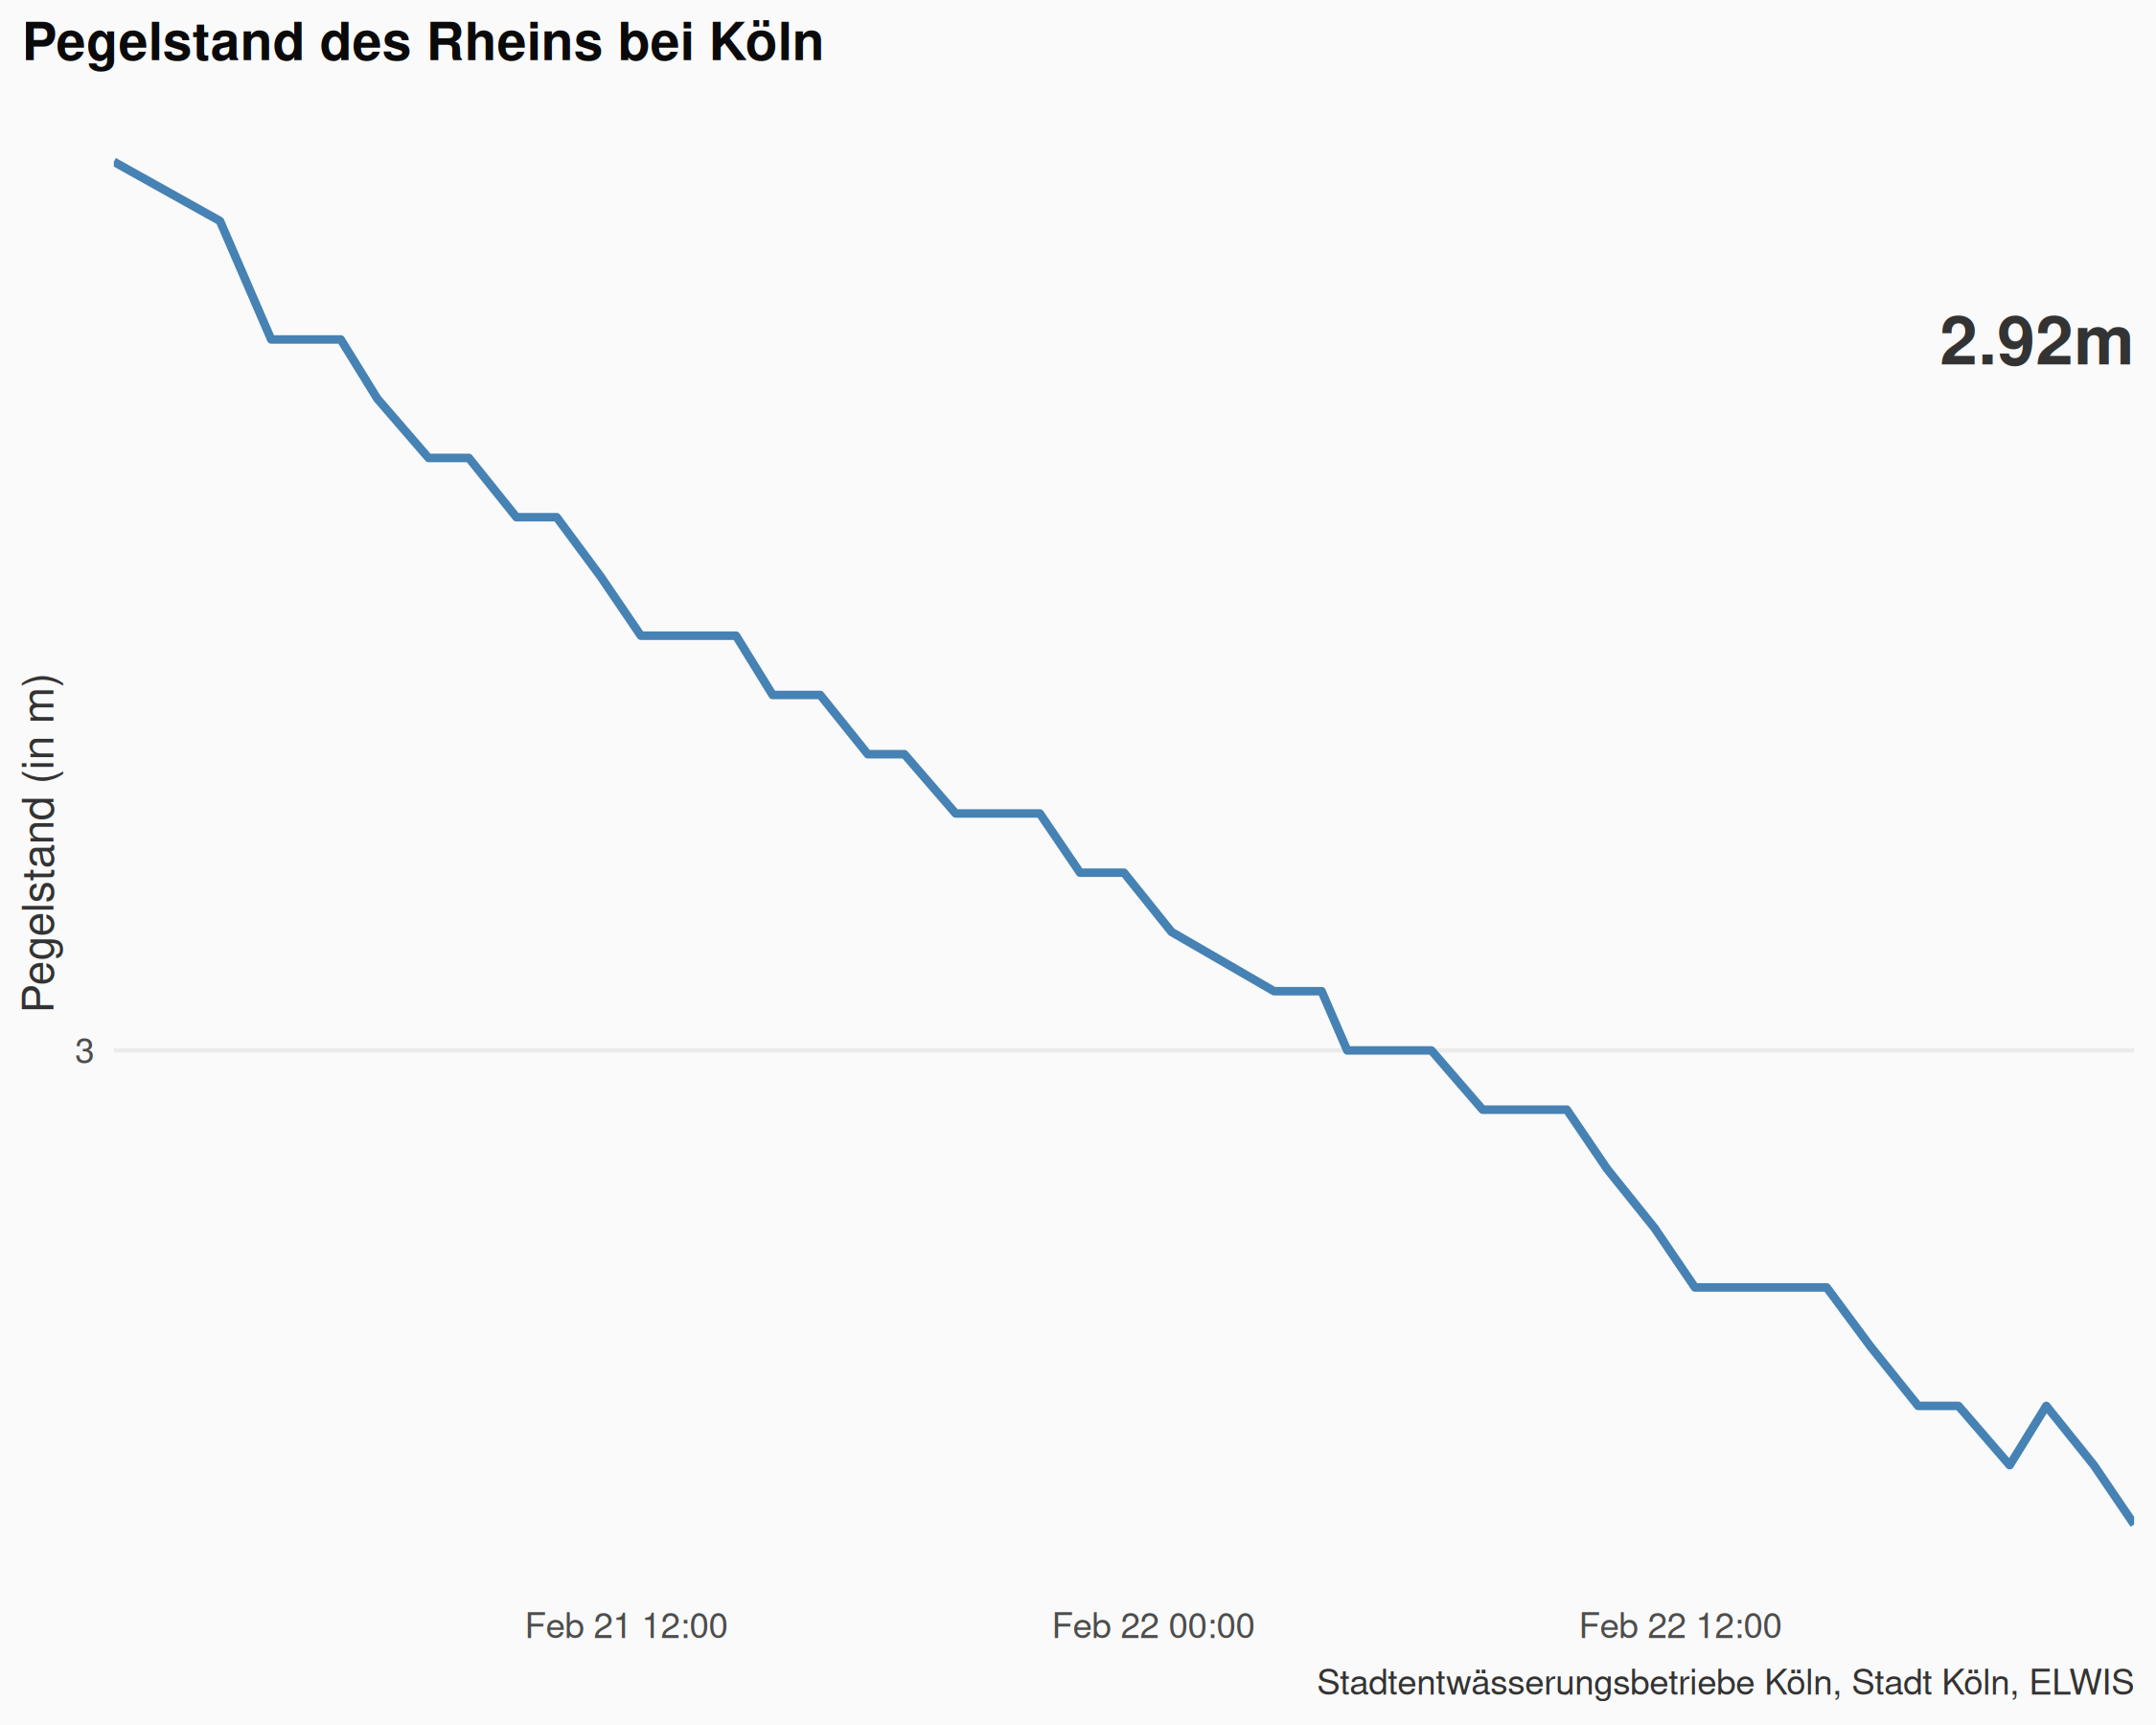 Pegelstand des Rheins bei Köln
2.92m
Pegelstand (in m)
3
Feb 21 12:00
Feb 22 00:00
Feb 22 12:00
Stadtentwässerungsbetriebe Köln, Stadt Köln, ELWIS